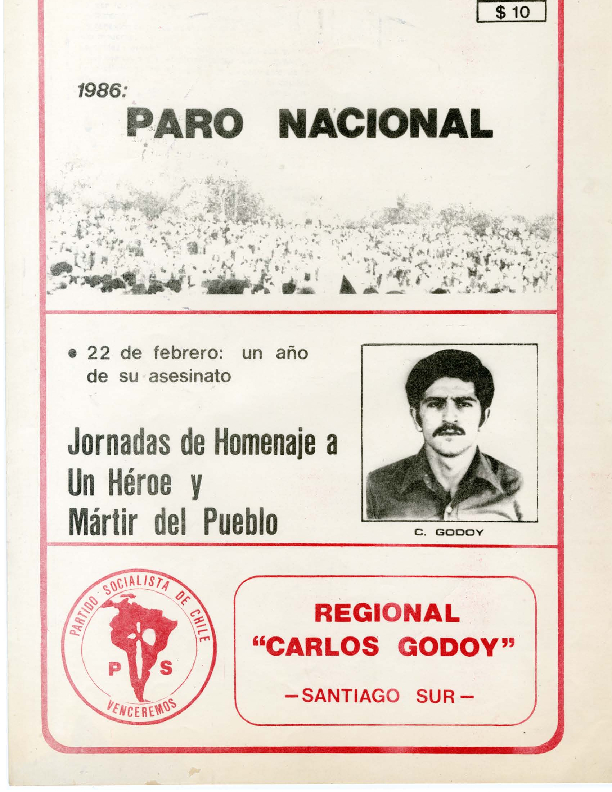 $ 10
1986:
PARO NACIONAL
• 22 de febrero: un año
de su asesinato
Jornadas de Homenaje a
Un Héroe y
Mártir del Pueblo
C. GODOY
PARTIDO SOCIALISTA DE CHILE
P S
VENCEREMOS
REGIONAL
“CARLOS GODOY”
—SANTIAGO SUR—